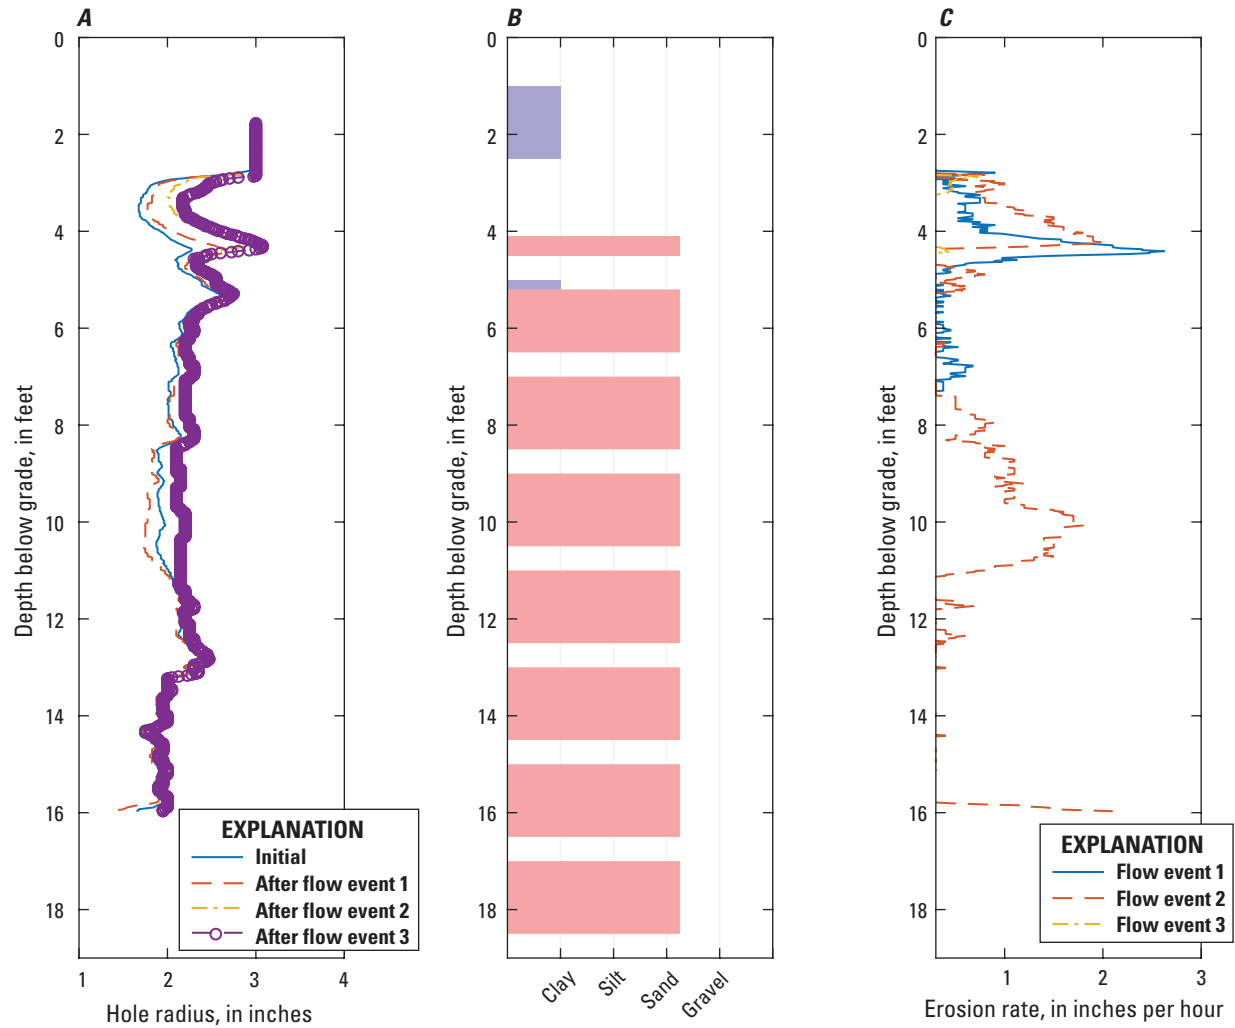 A
0
2
4
6
8
10
12
14
16
18
Depth below grade, in feet
1
2
3
4
Hole radius, in inches
EXPLANATION
Initial
After flow event 1
After flow event 2
After flow event 3
B
0
2
4
6
8
10
12
14
16
18
Depth below grade, in feet
Clay
Silt
Sand
Gravel
C
0
2
4
6
8
10
12
14
16
18
Depth below grade, in feet
1
2
3
Erosion rate, in inches per hour
EXPLANATION
Flow event 1
Flow event 2
Flow event 3